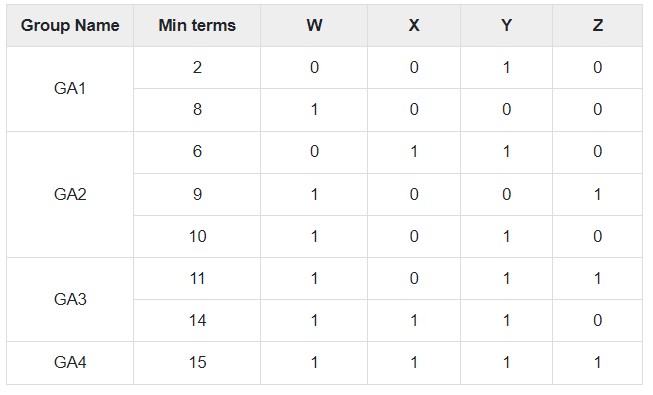 Group Name Min terms W X Y Z
GA1
2 0 0 1 0
8 1 0 0 0
GA2
6 0 1 1 0
9 1 0 0 1
10 1 0 1 0
GA3
11 1 0 1 1
14 1 1 1 0
GA4 15 1 1 1 1